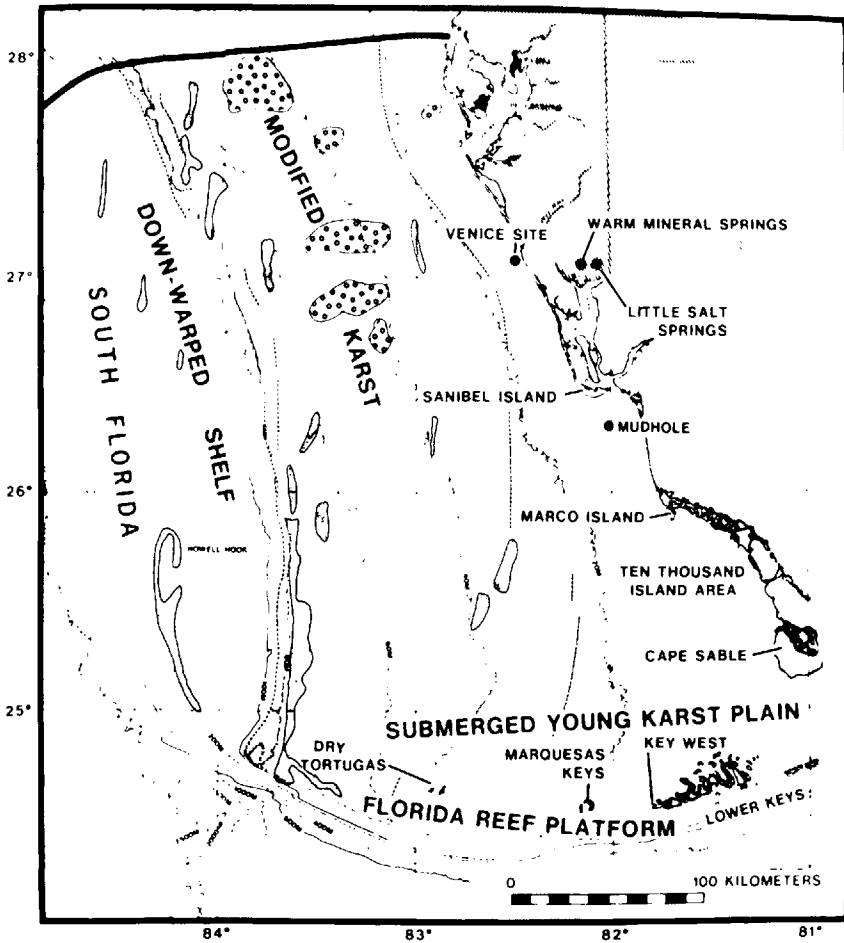 28°
27°
26°
25°
84°
83°
82°
81°
MODIFIED
KARST
DOWN-WARPED
SHELF
SOUTH FLORIDA
VENICE SITE
WARM MINERAL SPRINGS
LITTLE SALT
SPRINGS
SANIBEL ISLAND
MUDHOLE
MARCO ISLAND
TEN THOUSAND
ISLAND AREA
CAPE SABLE
HOWELL HOOK
SUBMERGED YOUNG KARST PLAIN
DRY
TORTUGAS
MARQUESAS
KEYS
KEY WEST
LOWER KEYS
FLORIDA REEF PLATFORM
0
100 KILOMETERS